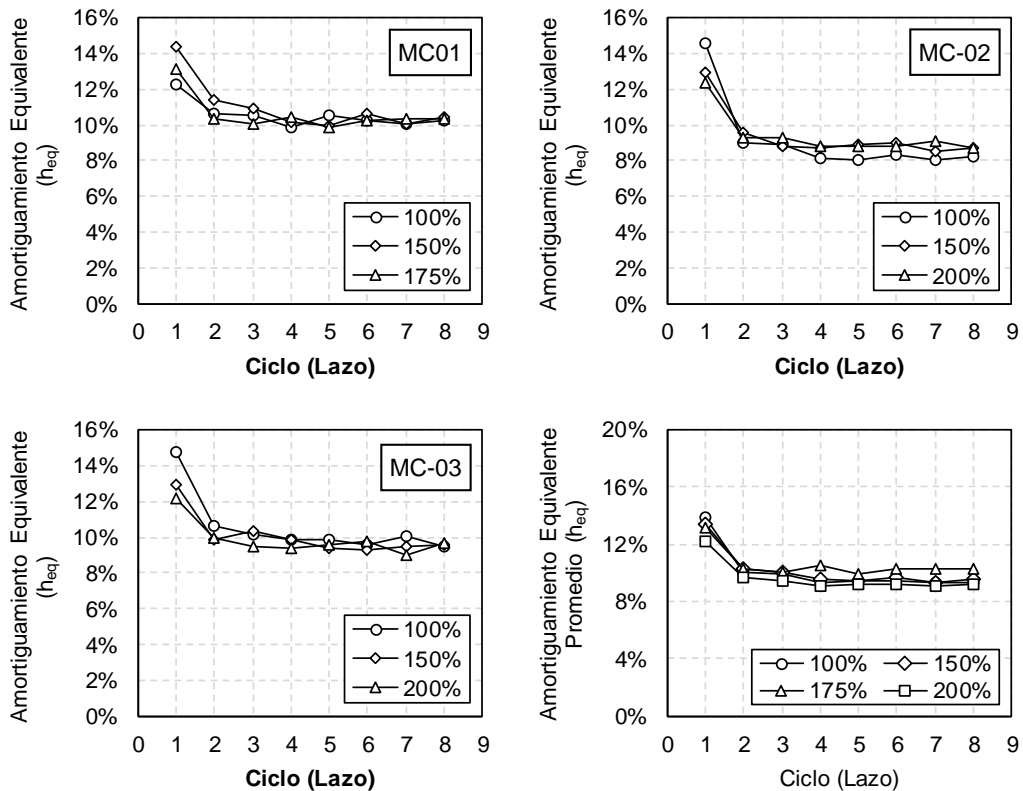 16%
14%
12%
10%
8%
6%
4%
2%
0%
Amortiguamiento Equivalente
(heq)
MC01
100%
150%
175%
0 1 2 3 4 5 6 7 8 9
Ciclo (Lazo)
16%
14%
12%
10%
8%
6%
4%
2%
0%
Amortiguamiento Equivalente
(heq)
MC-02
100%
150%
200%
0 1 2 3 4 5 6 7 8 9
Ciclo (Lazo)
16%
14%
12%
10%
8%
6%
4%
2%
0%
Amortiguamiento Equivalente
(heq)
MC-03
100%
150%
200%
0 1 2 3 4 5 6 7 8 9
Ciclo (Lazo)
20%
16%
12%
8%
4%
0%
Amortiguamiento Equivalente
Promedio (heq)
100% 150%
175% 200%
0 1 2 3 4 5 6 7 8 9
Ciclo (Lazo)